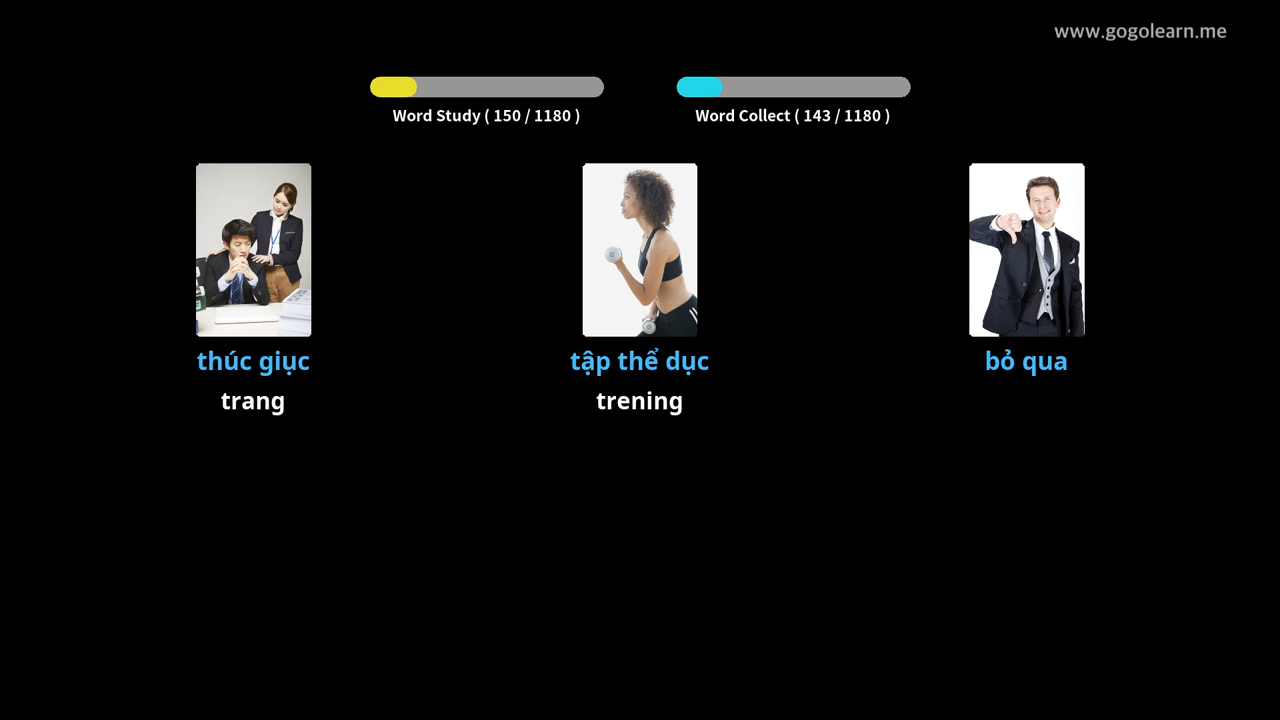 www.gogolearn.me
Word Study ( 150 / 1180 )
Word Collect ( 143 / 1180 )
thúc giục
trang
tập thể dục
trening
bỏ qua